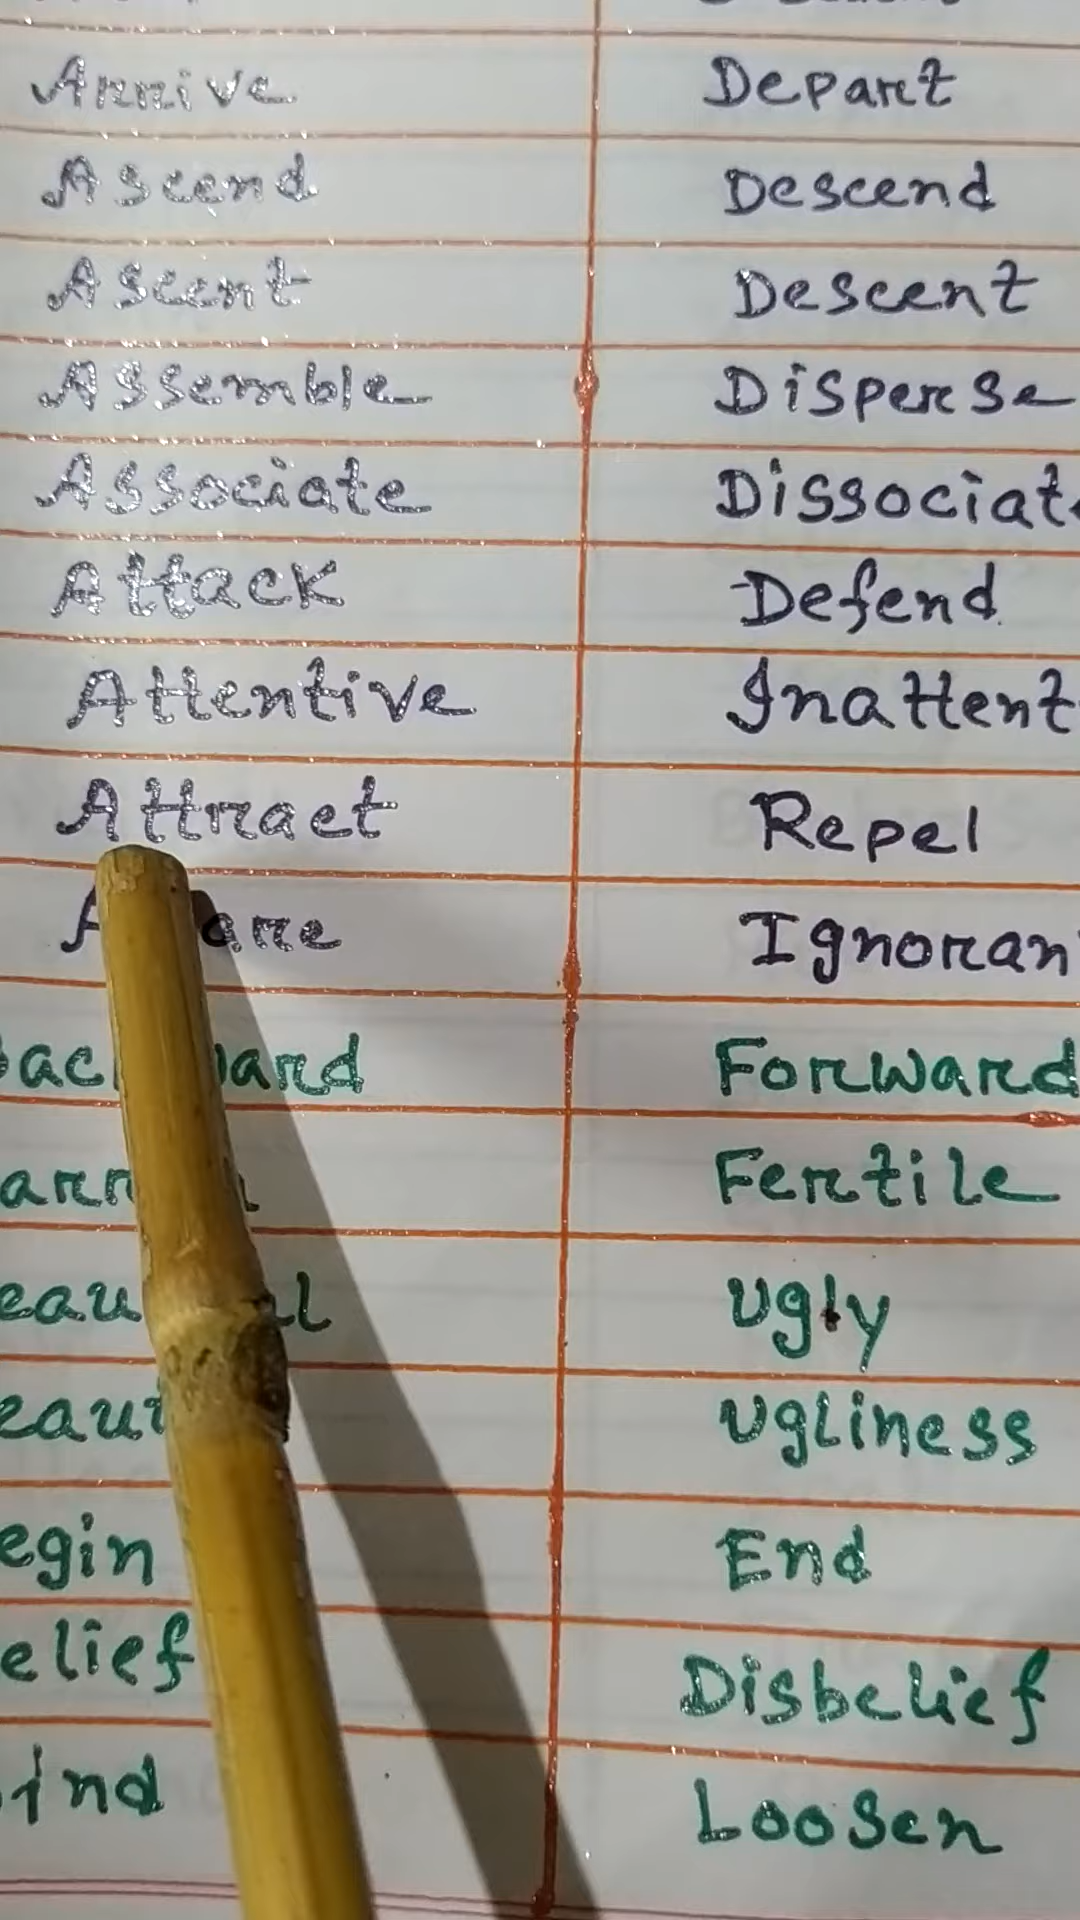 Arrive Depart
Ascend Descend
Ascent Descent
Assemble Disperse
Associate Dissociat
Attack Defend
Attentive Inattent
Attract Repel
Ignoran
Forward
Fertile
Ugly
Ugliness
egin End
elief Disbelief
ind Loosen